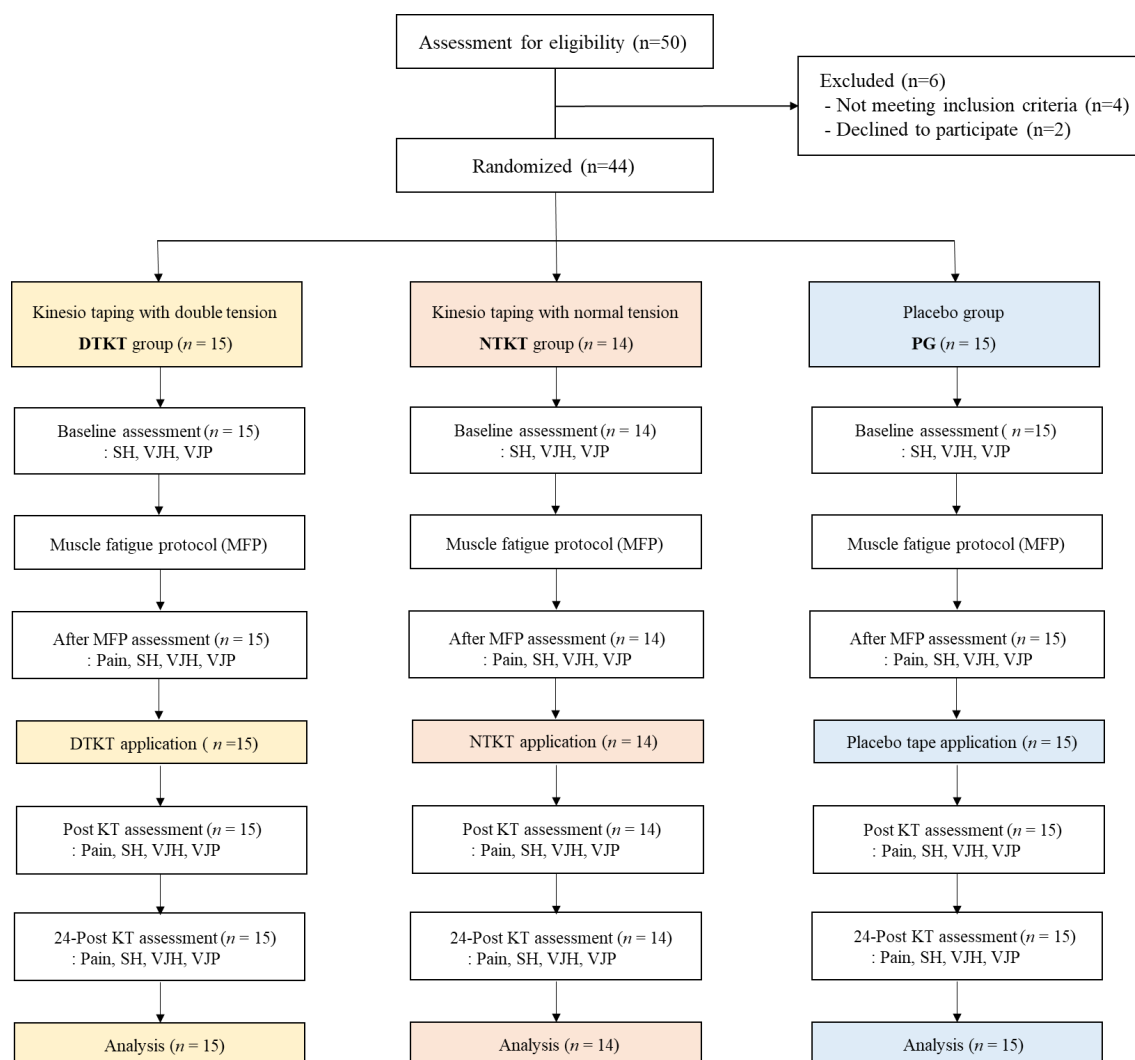 Assessment for eligibility (n=50)
Excluded (n=6)
- Not meeting inclusion criteria (n=4)
- Declined to participate (n=2)
Randomized (n=44)
Kinesio taping with double tension
DTKT group (n = 15)
Kinesio taping with normal tension
NTKT group (n = 14)
Placebo group
PG (n = 15)
Baseline assessment (n = 15)
: SH, VJH, VJP
Baseline assessment (n = 14)
: SH, VJH, VJP
Baseline assessment ( n =15)
: SH, VJH, VJP
Muscle fatigue protocol (MFP)
Muscle fatigue protocol (MFP)
Muscle fatigue protocol (MFP)
After MFP assessment (n = 15)
: Pain, SH, VJH, VJP
After MFP assessment (n = 14)
: Pain, SH, VJH, VJP
After MFP assessment (n = 15)
: Pain, SH, VJH, VJP
DTKT application ( n =15)
NTKT application (n = 14)
Placebo tape application (n = 15)
Post KT assessment (n = 15)
: Pain, SH, VJH, VJP
Post KT assessment (n = 14)
: Pain, SH, VJH, VJP
Post KT assessment (n = 15)
: Pain, SH, VJH, VJP
24-Post KT assessment (n = 15)
: Pain, SH, VJH, VJP
24-Post KT assessment (n = 14)
: Pain, SH, VJH, VJP
24-Post KT assessment (n = 15)
: Pain, SH, VJH, VJP
Analysis (n = 15)
Analysis (n = 14)
Analysis (n = 15)